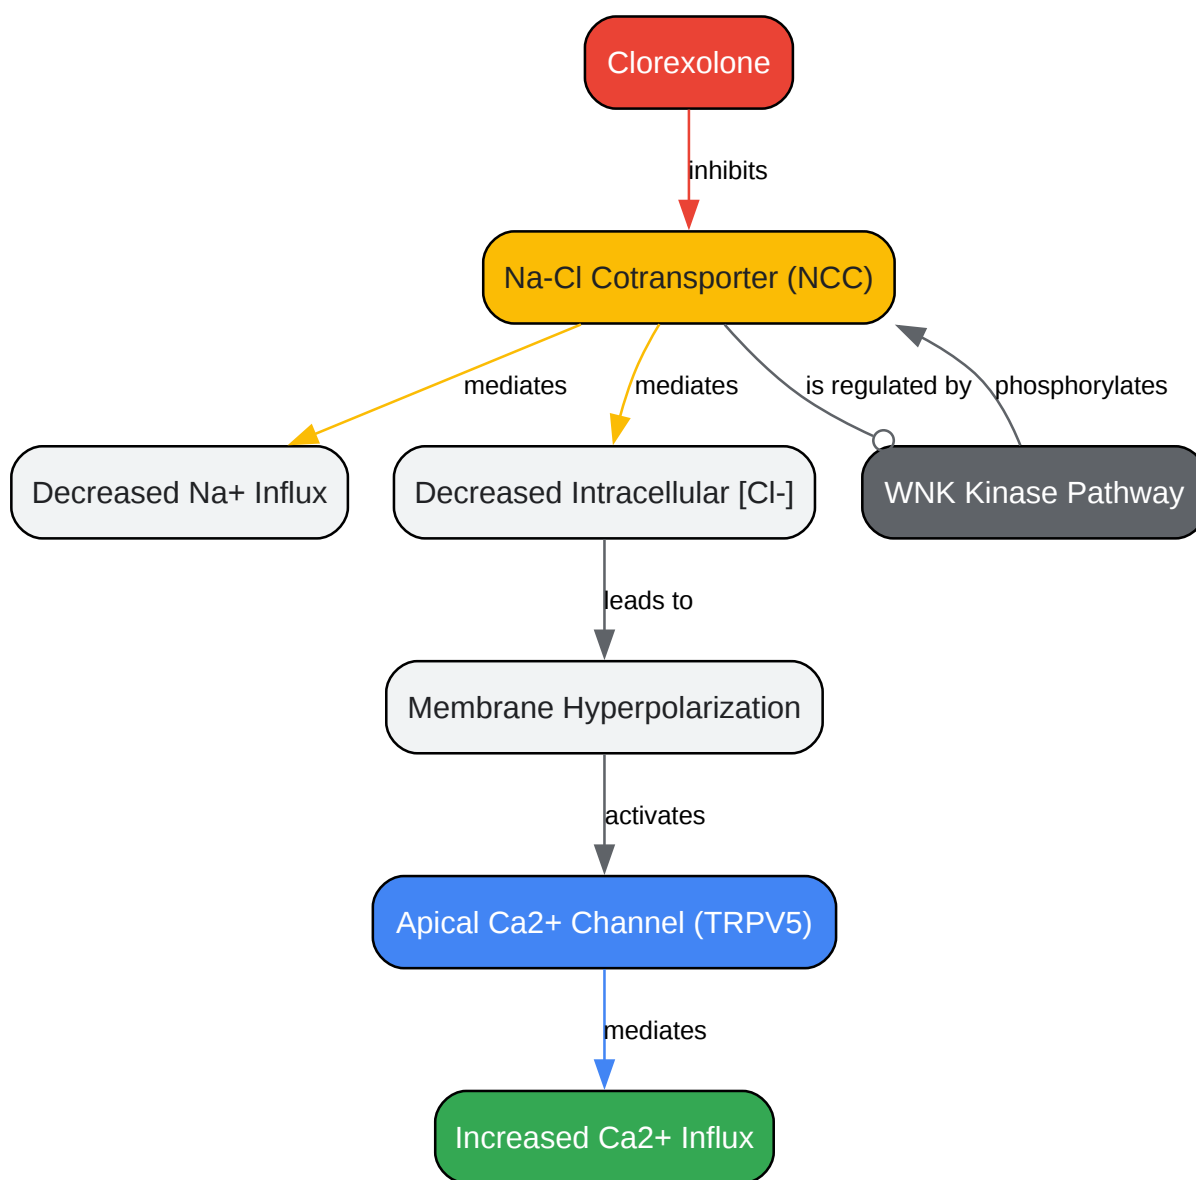 Clorexolone
inhibits
Na-Cl Cotransporter (NCC)
mediates
mediates
is regulated by
phosphorylates
Decreased Na+ Influx
Decreased Intracellular [Cl-]
WNK Kinase Pathway
leads to
Membrane Hyperpolarization
activates
Apical Ca2+ Channel (TRPV5)
mediates
Increased Ca2+ Influx